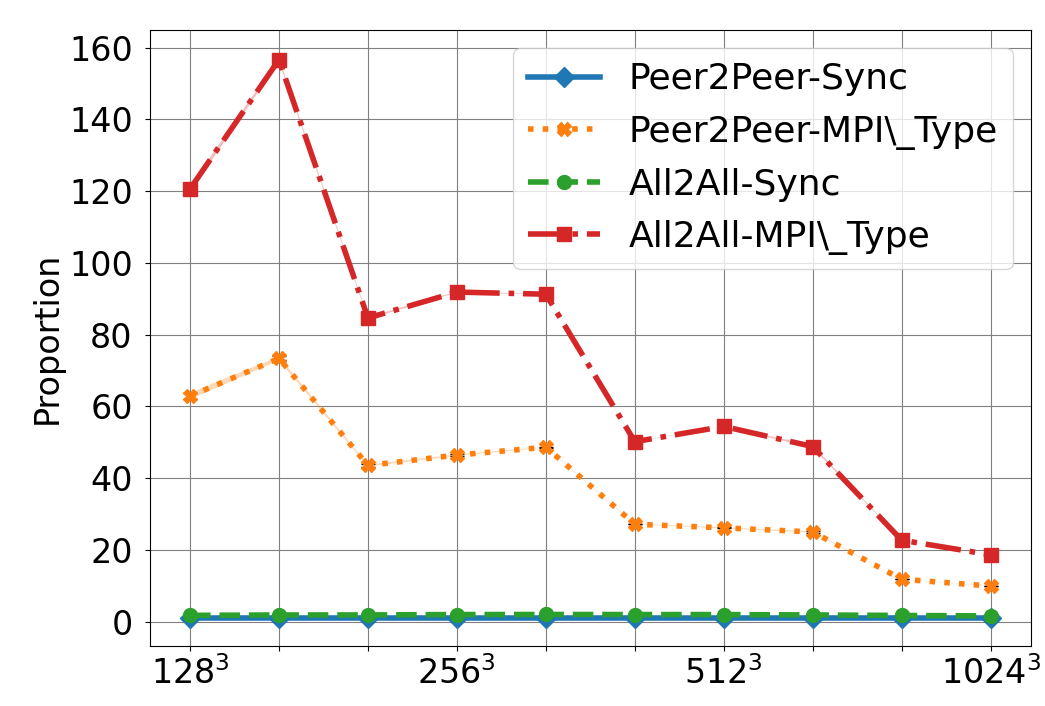 160
140
120
100
80
60
40
20
0
Proportion
Peer2Peer-Sync
Peer2Peer-MPI\_Type
All2All-Sync
All2All-MPI\_Type
128³ 256³ 512³ 1024³